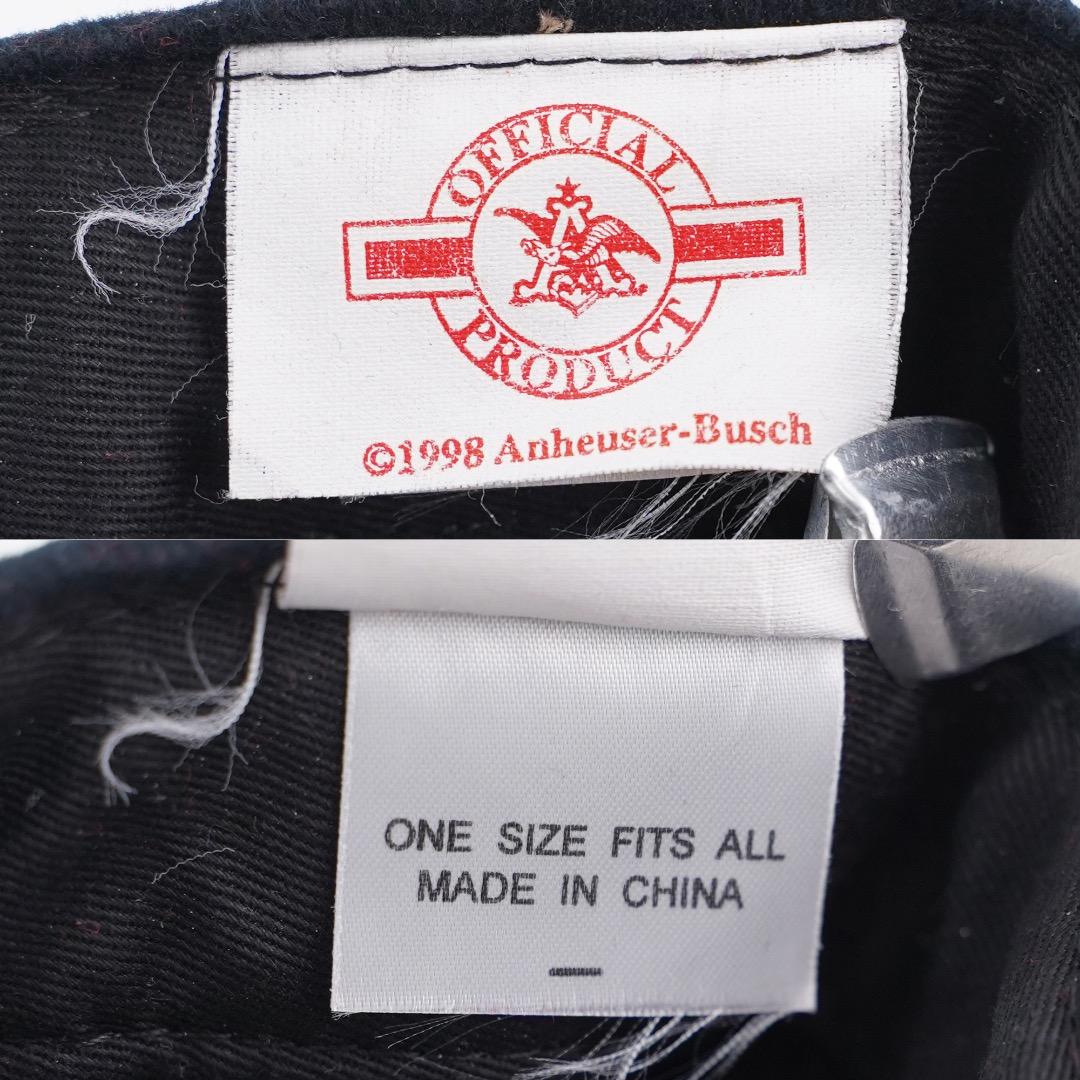 OFFICIAL
A
PRODUCT
©1998 Anheuser-Busch
ONE SIZE FITS ALL
MADE IN CHINA